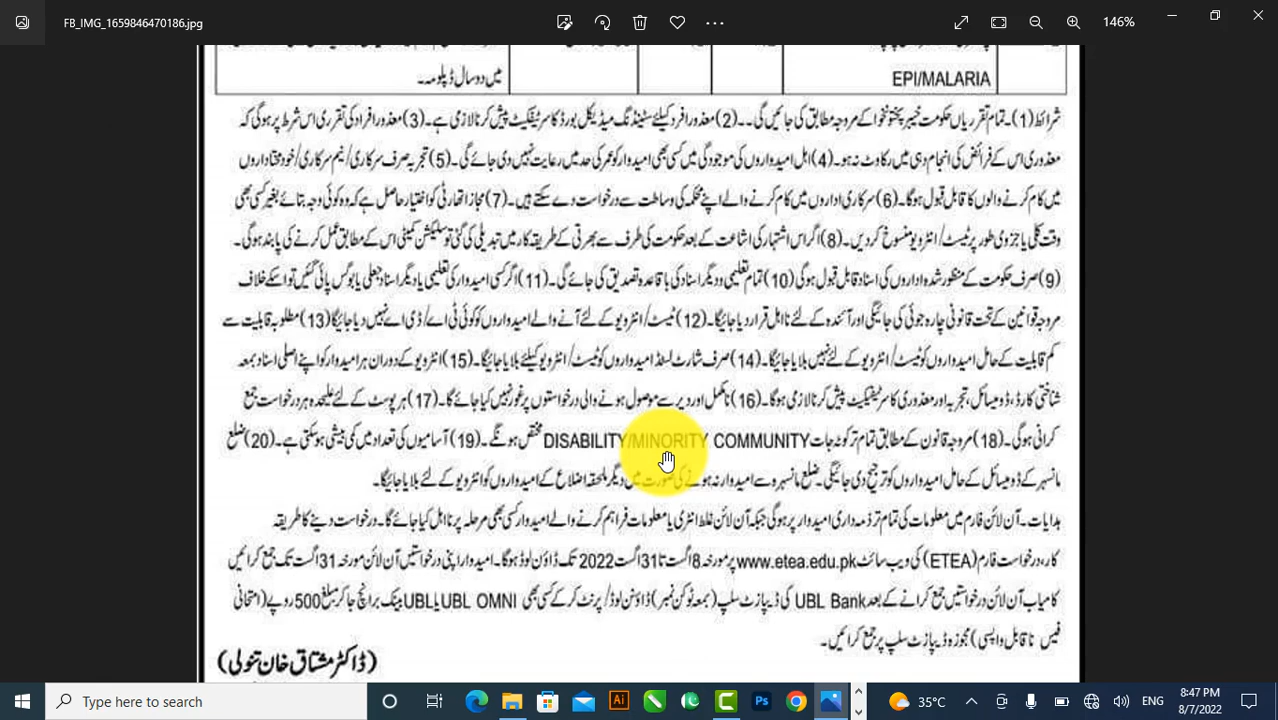 FB_IMG_1659846470186.jpg
146%
میں دو سال ڈپلومہ۔
EPI/MALARIA
شرائط (1)۔ تمام تقرریاں حکومت خیبر پختونخوا کے مروجہ مطابق کی جائیں گی۔۔ (2) معذور افرد کیلئے سٹینڈنگ میڈیکل بورڈ کا سرٹیفکیٹ پیش کرنا لازمی ہے۔ (3) معذور افراد کی تقرری اس شرط پر ہوگی کہ
معذوری اس کے فرائض کی انجام دہی میں رکاوٹ نہ ہو۔ (4) اہل امیدواروں کی موجودگی میں کسی بھی امیدوار کو عمر کی حد میں رعایت نہیں دی جائے گی۔ (5) تجربہ صرف سرکاری/ نیم سرکاری/ خود مختار اداروں
میں کام کرنے والوں کا قابل قبول ہوگا۔ (6) سرکاری اداروں میں کام کرنے والے اپنے محکمہ کی وساطت سے درخواست دے سکتے ہیں۔ (7) مجاز اتھارٹی کو اختیار حاصل ہے کہ وہ کوئی وجہ بتائے بغیر کسی بھی
وقت کلی یا جزوی طور پر ٹیسٹ/ انٹرویو منسوخ کر دیں۔ (8) اگر اس اشتہار کی اشاعت کے بعد حکومت کی طرف سے بھرتی کے طریقہ کار میں تبدیلی کی گئی تو سلیکشن کمیٹی اس کے مطابق عمل کرنے کی پابند ہوگی۔
(9) صرف حکومت کے منظور شدہ اداروں کی اسناد قابل قبول ہوگی (10) تمام تعلیمی و دیگر اسناد کی باقاعدہ تصدیق کی جائے گی۔ (11) اگر کسی امیدوار کی تعلیمی یا دیگر اسناد جعلی یا بوگس پائی گئیں تو اسکے خلاف
مروجہ قوانین کے تحت قانونی چارہ جوئی کی جائیگی اور آئندہ کے لئے نااہل قرار دیا جائیگا۔ (12) ٹیسٹ/ انٹرویو کے لئے آنے والے امیدواروں کو کوئی ٹی اے/ ڈی اے نہیں دیا جائیگا (13) مطلوبہ قابلیت سے
کم قابلیت کے حامل امیدواروں کو ٹیسٹ/ انٹرویو کے لئے نہیں بلایا جائیگا۔ (14) صرف شارٹ لسٹڈ امیدواروں کو ٹیسٹ/ انٹرویو کیلئے بلایا جائیگا۔ (15) انٹرویو کے دوران ہر امیدوار کو اپنے اصلی اسناد بمعہ
شناختی کارڈ، ڈومیسائل، تجربہ اور معذوری کا سرٹیفکیٹ پیش کرنا لازمی ہوگا۔ (16) نامکمل اور دیر سے موصول ہونے والی درخواستوں پر غور نہیں کیا جائے گا۔ (17) ہر پوسٹ کے لئے علیحدہ ہر درخواست جمع
کرانی ہوگی۔ (18) مروجہ قانون کے مطابق تمام تر کوٹہ جات DISABILITY/MINORITY COMMUNITY مختص ہونگے۔ (19) آسامیوں کی تعداد میں کمی بیشی ہوسکتی ہے۔ (20) ضلع
مانسہر کے ڈومیسائل کے حامل امیدواروں کو ترجیح دی جائیگی۔ ضلع مانسہرہ سے امیدوار نہ ہونے کی صورت میں دیگر ملحقہ اضلاع کے امیدواروں کو انٹرویو کے لئے بلایا جائیگا۔
ہدایات۔ آن لائن فارم میں معلومات کی تمام تر ذمہ داری امیدوار پر ہوگی جبکہ آن لائن غلط انٹری یا معلومات فراہم کرنے والے امیدوار کسی بھی مرحلہ پر نااہل کیا جائے گا۔ درخواست دینے کا طریقہ
کار، درخواست فارم (ETEA) کی ویب سائٹ www.etea.edu.pk پر مورخہ 8 اگست تا 31 اگست 2022 تک ڈاؤن لوڈ ہوگا۔ امیدوار اپنی درخواستیں آن لائن مورخہ 31 اگست تک جمع کرائیں
کامیاب آن لائن درخواستیں جمع کرانے کے بعد UBL Bank کی ڈیپازٹ سلپ (بمعہ ٹوکن نمبر) ڈاؤن لوڈ/ پرنٹ کر کے کسی بھی UBL OMNI یا UBL بینک برانچ جا کر مبلغ 500 روپے (امتحانی
فیس ناقابل واپسی) مجوزہ ڈیپازٹ سلپ پر جمع کرائیں۔
(ڈاکٹر مشتاق خان تنولی)
Type here to search
35°C
ENG
8:47 PM
8/7/2022